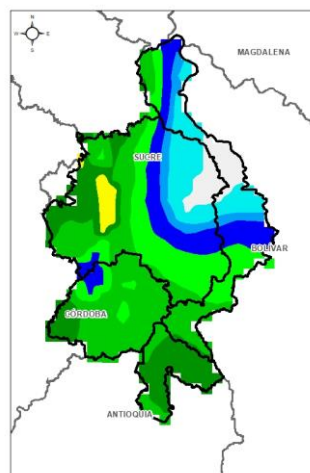 N
W E
S
MAGDALENA
SUCRE
BOLIVAR
CORDOBA
ANTIOQUIA